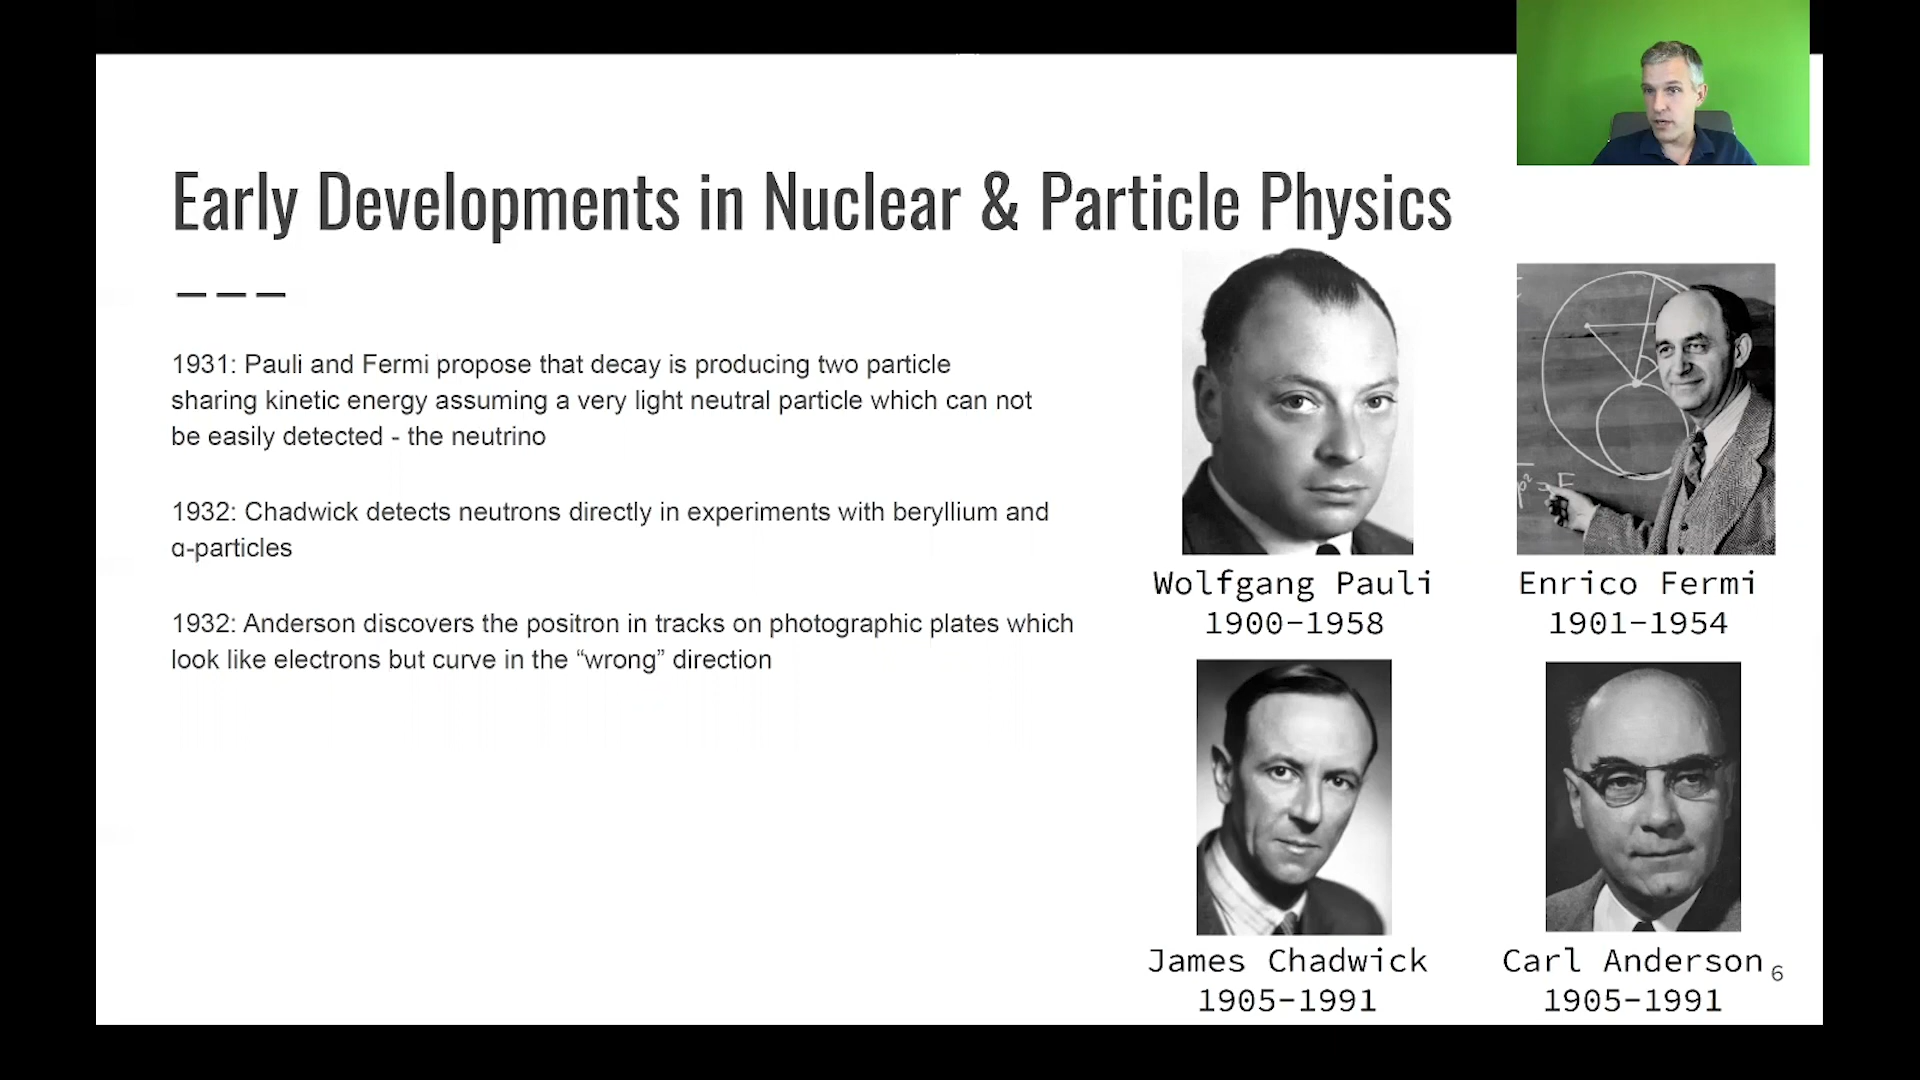 Early Developments in Nuclear & Particle Physics
1931: Pauli and Fermi propose that decay is producing two particle
sharing kinetic energy assuming a very light neutral particle which can not
be easily detected - the neutrino
1932: Chadwick detects neutrons directly in experiments with beryllium and
α-particles
1932: Anderson discovers the positron in tracks on photographic plates which
look like electrons but curve in the “wrong” direction
Wolfgang Pauli
1900-1958
Enrico Fermi
1901-1954
James Chadwick
1905-1991
Carl Anderson
1905-1991
6